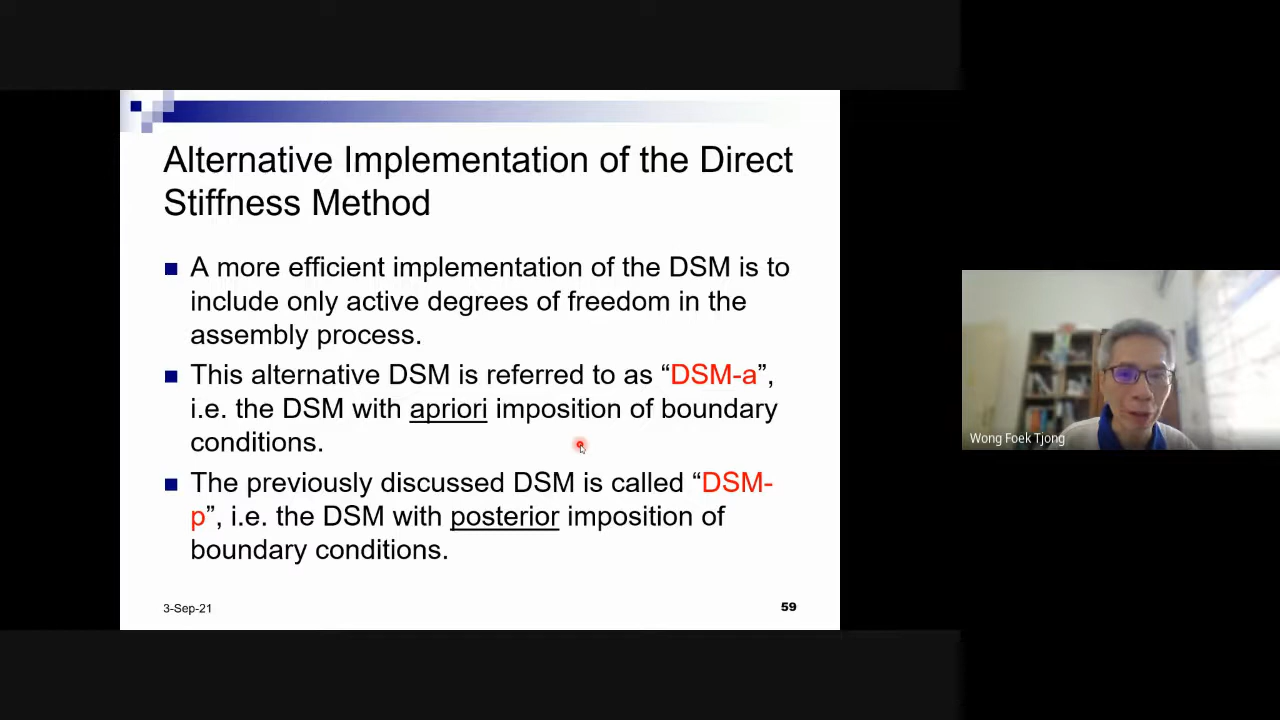 Alternative Implementation of the Direct
Stiffness Method
A more efficient implementation of the DSM is to
include only active degrees of freedom in the
assembly process.
This alternative DSM is referred to as “DSM-a”,
i.e. the DSM with apriori imposition of boundary
conditions.
The previously discussed DSM is called “DSM-
p”, i.e. the DSM with posterior imposition of
boundary conditions.
3-Sep-21
59
Wong Foek Tjong